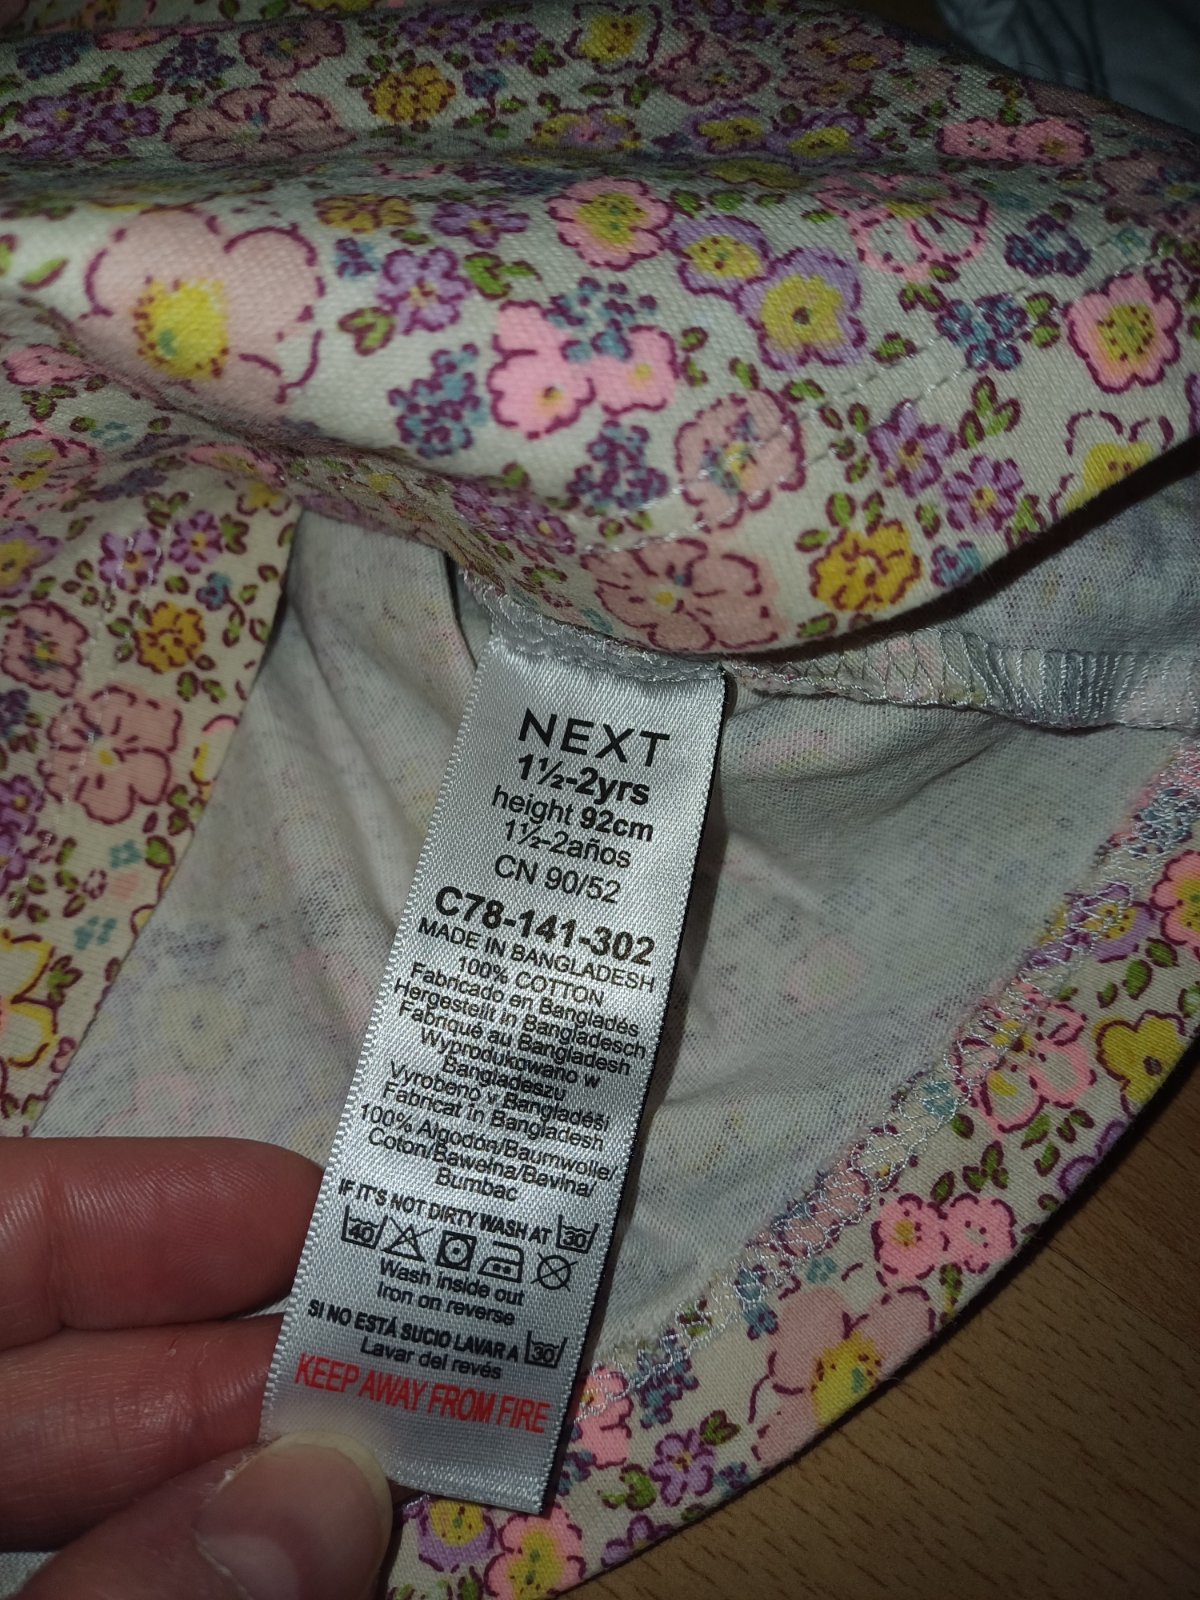 NEXT
1½-2yrs
height 92cm
1½-2años
CN 90/52
C78-141-302
MADE IN BANGLADESH
100% COTTON
Fabricado en Bangladés
Hergestellt in Bangladesch
Fabriqué au Bangladesh
Wyprodukowano w
Bangladeszu
Vyrobeno v Bangladéši
Fabricat în Bangladesh
100% Algodón/Baumwolle/
Coton/Bawełna/Bavlna/
Bumbac
IF IT'S NOT DIRTY WASH AT 30
40
Wash inside out
Iron on reverse
SI NO ESTÁ SUCIO LAVAR A 30
Lavar del revés
KEEP AWAY FROM FIRE